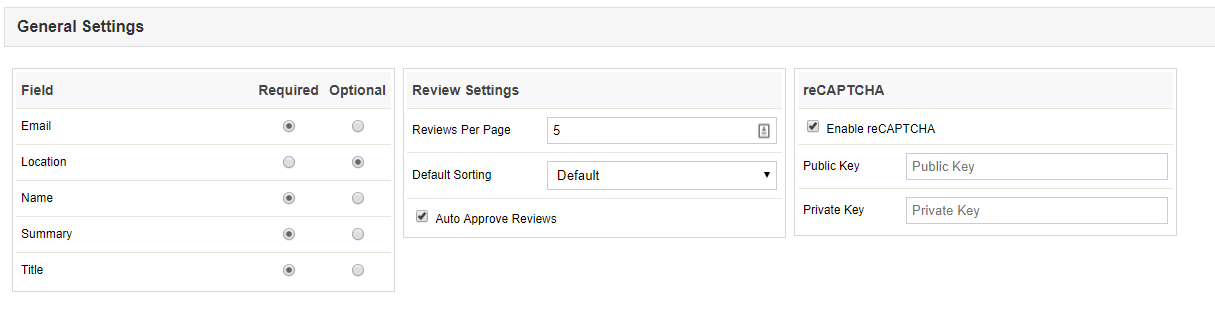 General Settings
Field Required Optional
Email
Location
Name
Summary
Title
Review Settings
Reviews Per Page 5
Default Sorting Default
Auto Approve Reviews
reCAPTCHA
Enable reCAPTCHA
Public Key Public Key
Private Key Private Key